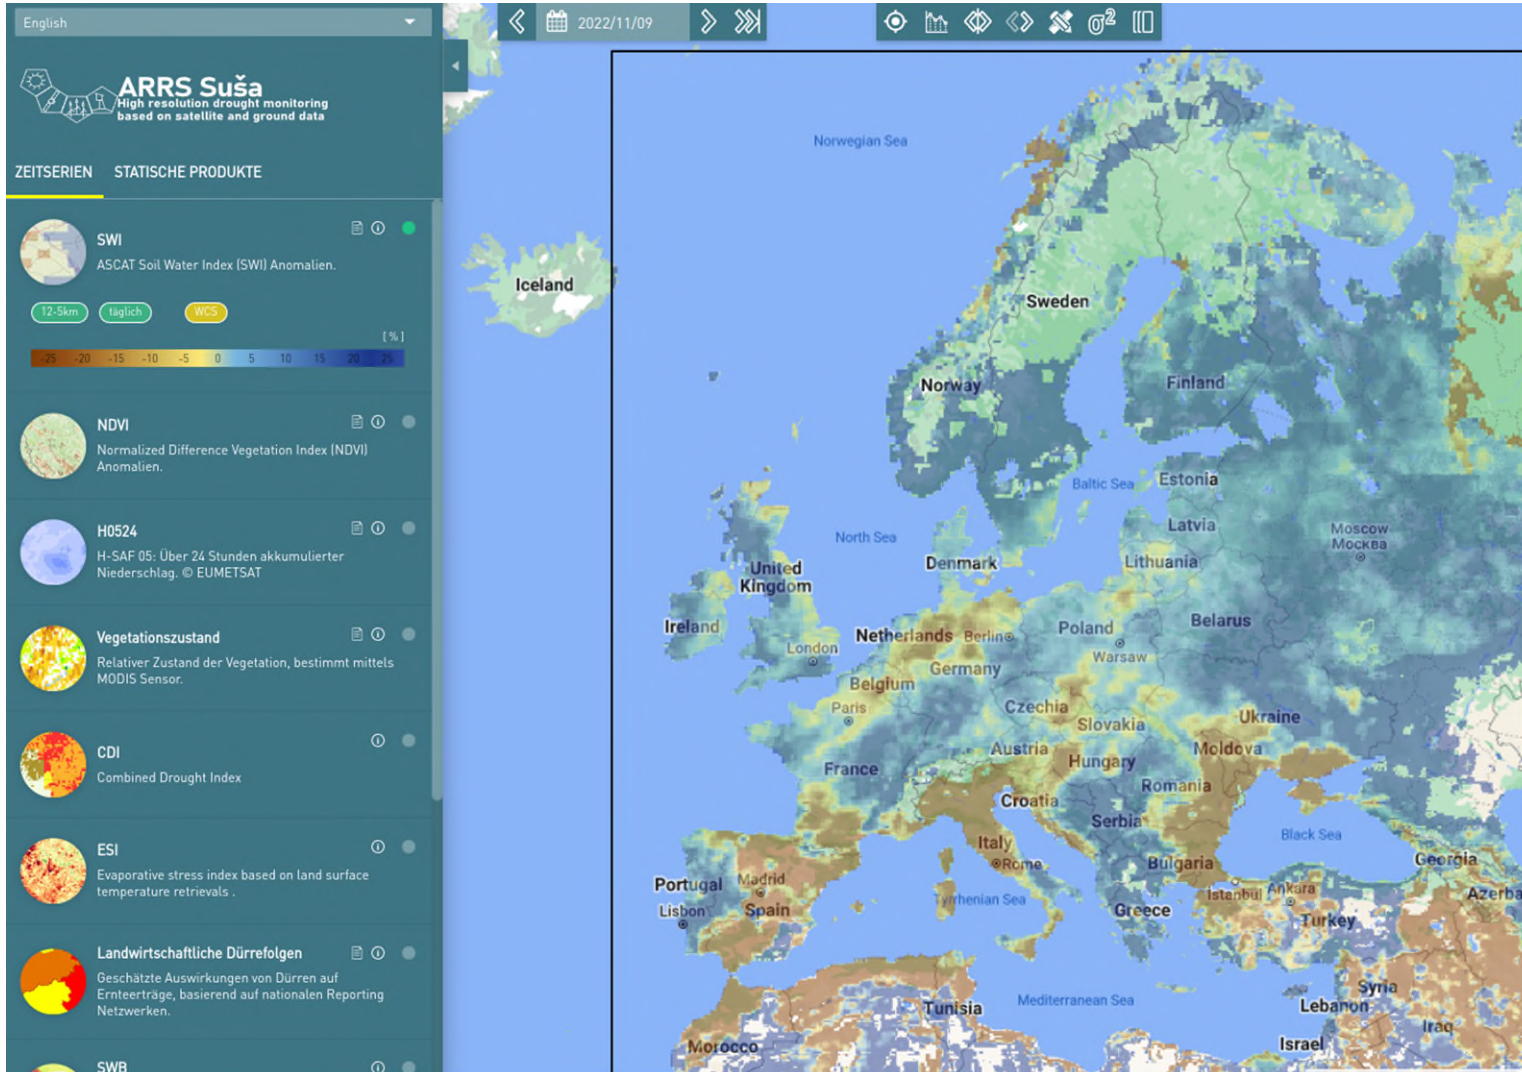 English
2022/11/09
σ²
ARRS Suša
High resolution drought monitoring
based on satellite and ground data
ZEITSERIEN
STATISCHE PRODUKTE
SWI
ASCAT Soil Water Index (SWI) Anomalien.
12-5km
täglich
WCS
[%]
-25 -20 -15 -10 -5 0 5 10 15 20 25
NDVI
Normalized Difference Vegetation Index (NDVI)
Anomalien.
H0524
H-SAF 05: Über 24 Stunden akkumulierter
Niederschlag. © EUMETSAT
Vegetationszustand
Relativer Zustand der Vegetation, bestimmt mittels
MODIS Sensor.
CDI
Combined Drought Index
ESI
Evaporative stress index based on land surface
temperature retrievals .
Landwirtschaftliche Dürrefolgen
Geschätzte Auswirkungen von Dürren auf
Ernteerträge, basierend auf nationalen Reporting
Netzwerken.
SWB
Norwegian Sea
Iceland
Sweden
Norway
Finland
Baltic Sea
Estonia
North Sea
Latvia
Moscow
Москва
Denmark
Lithuania
United
Kingdom
Ireland
Netherlands
Berlin
Poland
Belarus
London
Warsaw
Germany
Belgium
Paris
Czechia
Slovakia
Ukraine
Austria
Moldova
France
Hungary
Romania
Croatia
Serbia
Black Sea
Italy
Rome
Bulgaria
Georgia
Portugal
Madrid
Istanbul
Ankara
Azerba
Lisbon
Spain
Tyrrhenian Sea
Greece
Turkey
Syria
Tunisia
Mediterranean Sea
Lebanon
Iraq
Morocco
Israel